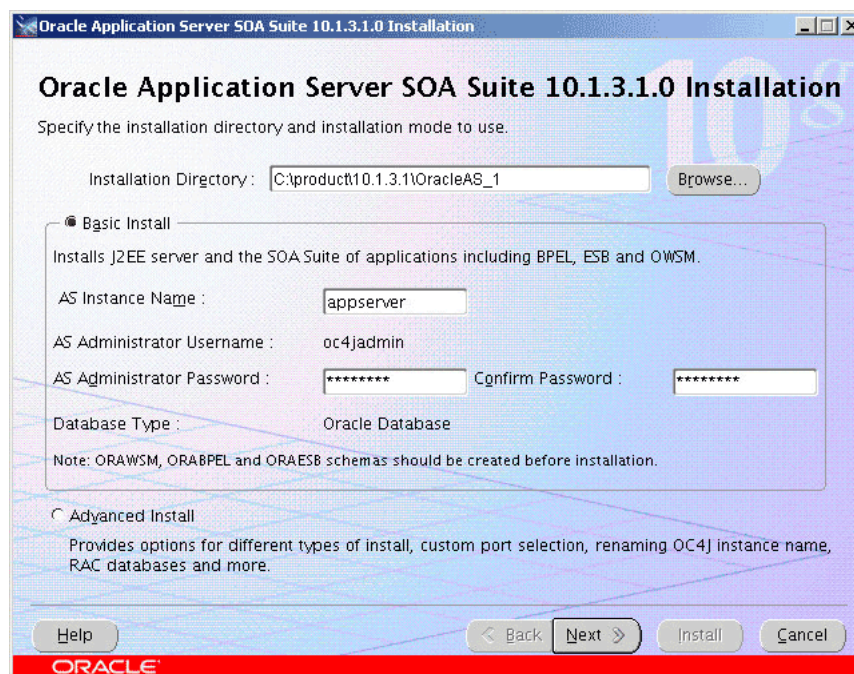 Oracle Application Server SOA Suite 10.1.3.1.0 Installation
10g
Oracle Application Server SOA Suite 10.1.3.1.0 Installation
Specify the installation directory and installation mode to use.
Installation Directory : C:\product\10.1.3.1\OracleAS_1 Browse...
Basic Install
Installs J2EE server and the SOA Suite of applications including BPEL, ESB and OWSM.
AS Instance Name : appserver
AS Administrator Username : oc4jadmin
AS Administrator Password : ******** Confirm Password : ********
Database Type : Oracle Database
Note: ORAWSM, ORABPEL and ORAESB schemas should be created before installation.
Advanced Install
Provides options for different types of install, custom port selection, renaming OC4J instance name,
RAC databases and more.
Help Back Next Install Cancel
ORACLE